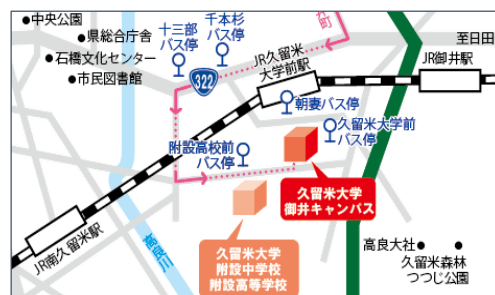 中央公園
県総合庁舎
石橋文化センター
市民図書館
十三部
バス停
千本杉
バス停
322
JR久留米
大学前駅
至日田
JR御井駅
朝妻バス停
久留米大学前
バス停
附設高校前
バス停
久留米大学
御井キャンパス
久留米大学
附設中学校
附設高等学校
JR南久留米駅
高良川
高良大社
久留米森林
つつじ公園